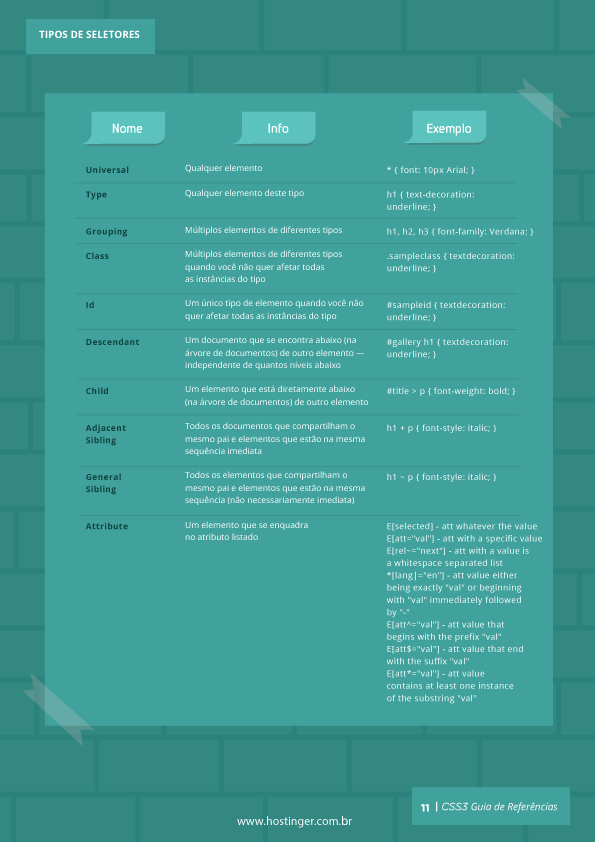 TIPOS DE SELETORES
Nome Info Exemplo
Universal Qualquer elemento * { font: 10px Arial; }
Type Qualquer elemento deste tipo h1 { text-decoration:
underline; }
Grouping Múltiplos elementos de diferentes tipos h1, h2, h3 { font-family: Verdana; }
Class Múltiplos elementos de diferentes tipos .sampleclass { textdecoration:
quando você não quer afetar todas underline; }
as instâncias do tipo
Id Um único tipo de elemento quando você não #sampleid { textdecoration:
quer afetar todas as instâncias do tipo underline; }
Descendant Um documento que se encontra abaixo (na #gallery h1 { textdecoration:
árvore de documentos) de outro elemento — underline; }
independente de quantos níveis abaixo
Child Um elemento que está diretamente abaixo #title > p { font-weight: bold; }
(na árvore de documentos) de outro elemento
Adjacent Todos os documentos que compartilham o h1 + p { font-style: italic; }
Sibling mesmo pai e elementos que estão na mesma
sequência imediata
General Todos os elementos que compartilham o h1 ~ p { font-style: italic; }
Sibling mesmo pai e elementos que estão na mesma
sequência (não necessariamente imediata)
Attribute Um elemento que se enquadra E[selected] - att whatever the value
no atributo listado E[att="val"] - att with a specific value
E[rel~="next"] - att with a value is
a whitespace separated list
*[lang|="en"] - att value either
being exactly "val" or beginning
with "val" immediately followed
by "-"
E[att^="val"] - att value that
begins with the prefix "val"
E[att$="val"] - att value that end
with the suffix "val"
E[att*="val"] - att value
contains at least one instance
of the substring "val"
11 | CSS3 Guia de Referências
www.hostinger.com.br